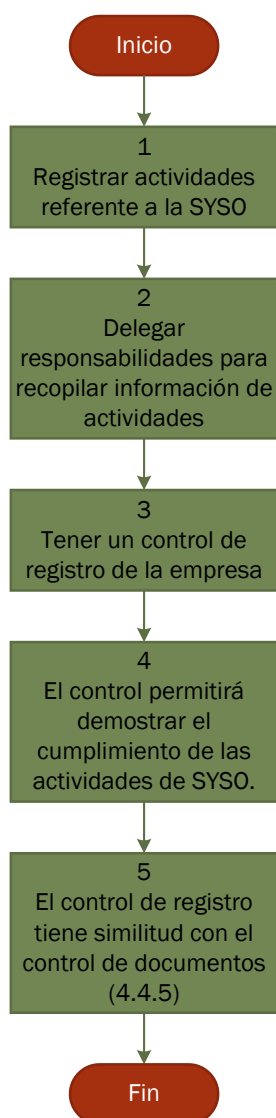 Inicio
1
Registrar actividades
referente a la SYSO
2
Delegar
responsabilidades para
recopilar información de
actividades
3
Tener un control de
registro de la empresa
4
El control permitirá
demostrar el
cumplimiento de las
actividades de SYSO.
5
El control de registro
tiene similitud con el
control de documentos
(4.4.5)
Fin